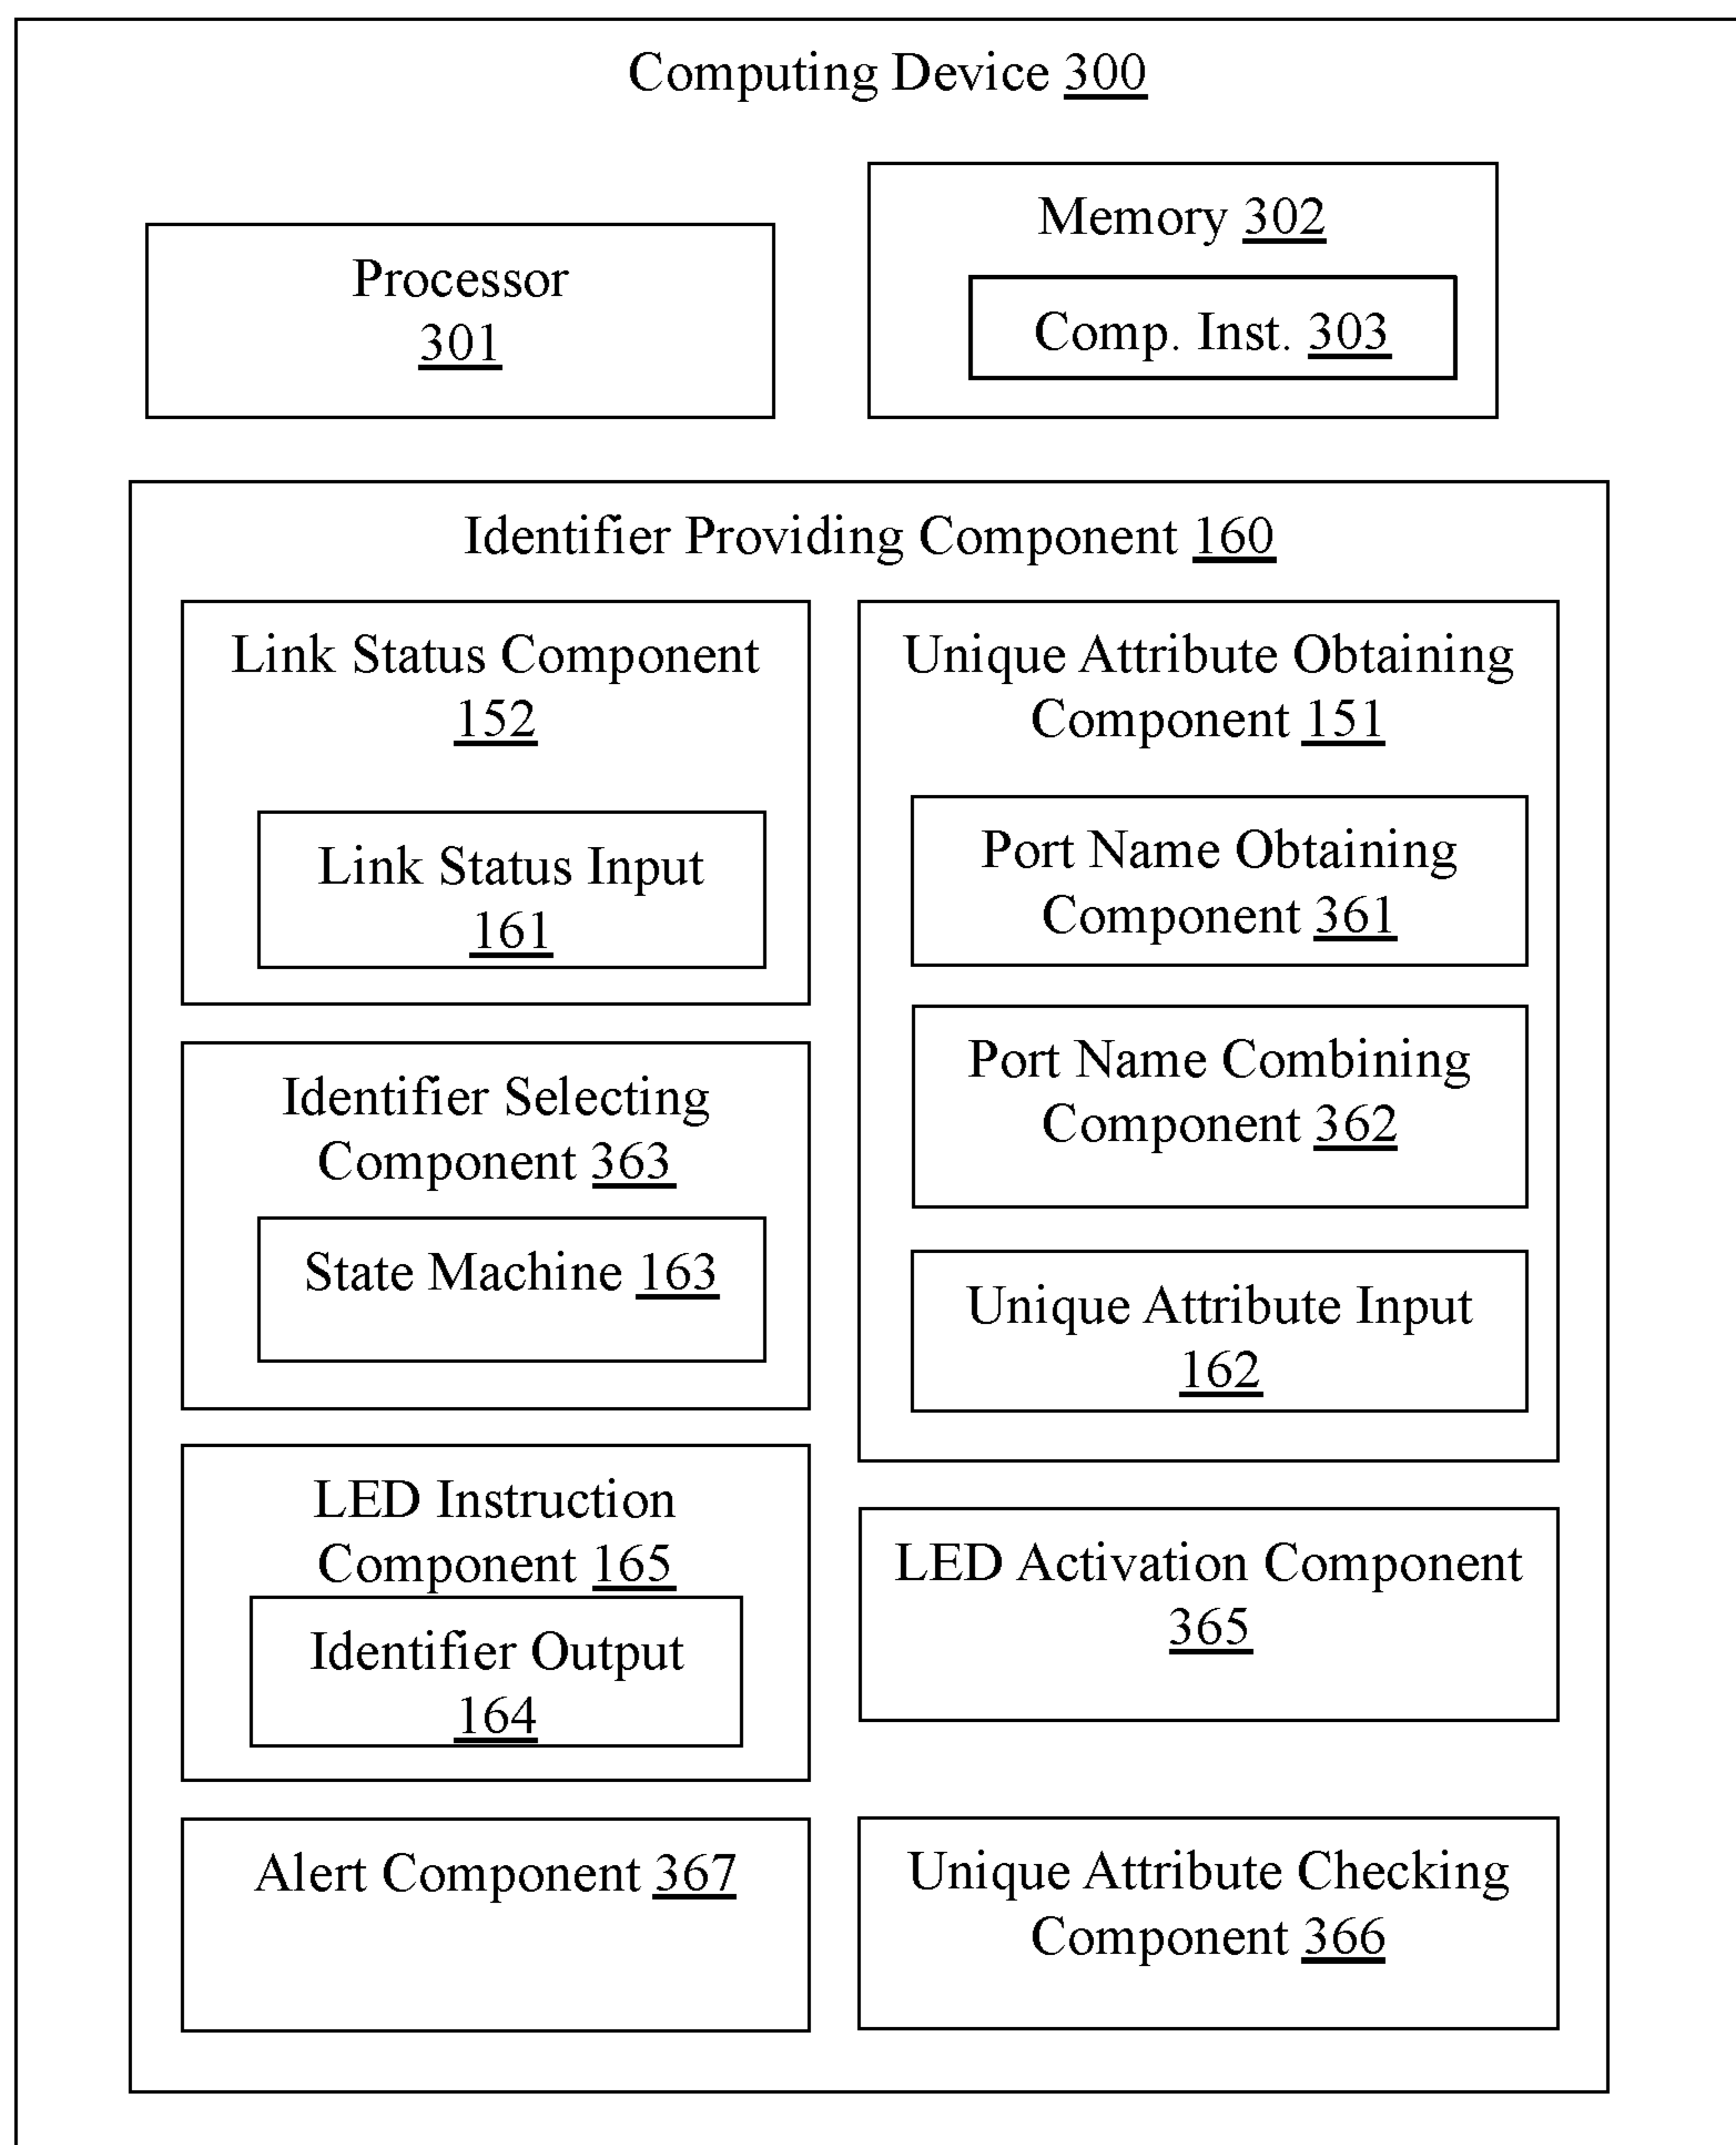 Computing Device 300
Processor
301
Memory 302
Comp. Inst. 303
Identifier Providing Component 160
Link Status Component
152
Link Status Input
161
Unique Attribute Obtaining
Component 151
Port Name Obtaining
Component 361
Port Name Combining
Component 362
Unique Attribute Input
162
Identifier Selecting
Component 363
State Machine 163
LED Instruction
Component 165
Identifier Output
164
LED Activation Component
365
Alert Component 367
Unique Attribute Checking
Component 366